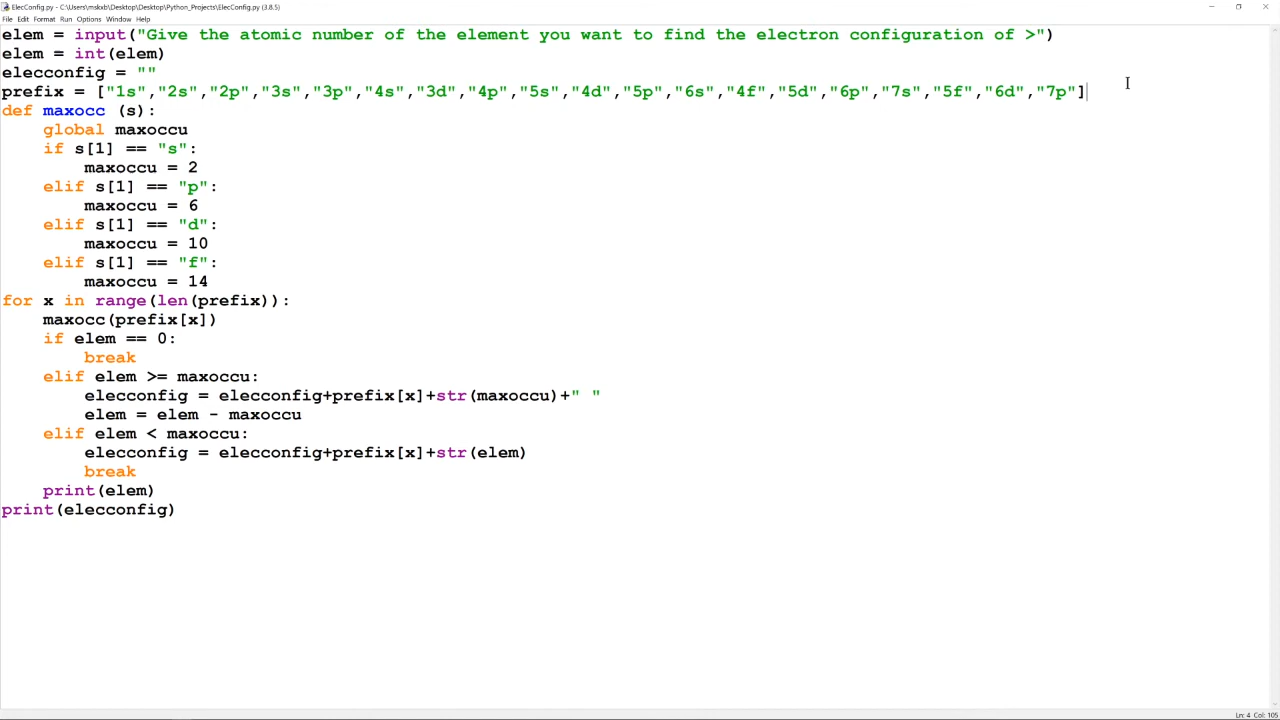 ElecConfig.py - C:\Users\mskxb\Desktop\Desktop\Python_Projects\ElecConfig.py (3.8.5)
File Edit Format Run Options Window Help
elem = input("Give the atomic number of the element you want to find the electron configuration of >")
elem = int(elem)
elecconfig = ""
prefix = ["1s","2s","2p","3s","3p","4s","3d","4p","5s","4d","5p","6s","4f","5d","6p","7s","5f","6d","7p"]
def maxocc (s):
    global maxoccu
    if s[1] == "s":
        maxoccu = 2
    elif s[1] == "p":
        maxoccu = 6
    elif s[1] == "d":
        maxoccu = 10
    elif s[1] == "f":
        maxoccu = 14
for x in range(len(prefix)):
    maxocc(prefix[x])
    if elem == 0:
        break
    elif elem >= maxoccu:
        elecconfig = elecconfig+prefix[x]+str(maxoccu)+" "
        elem = elem - maxoccu
    elif elem < maxoccu:
        elecconfig = elecconfig+prefix[x]+str(elem)
        break
    print(elem)
print(elecconfig)
Ln: 4 Col: 105